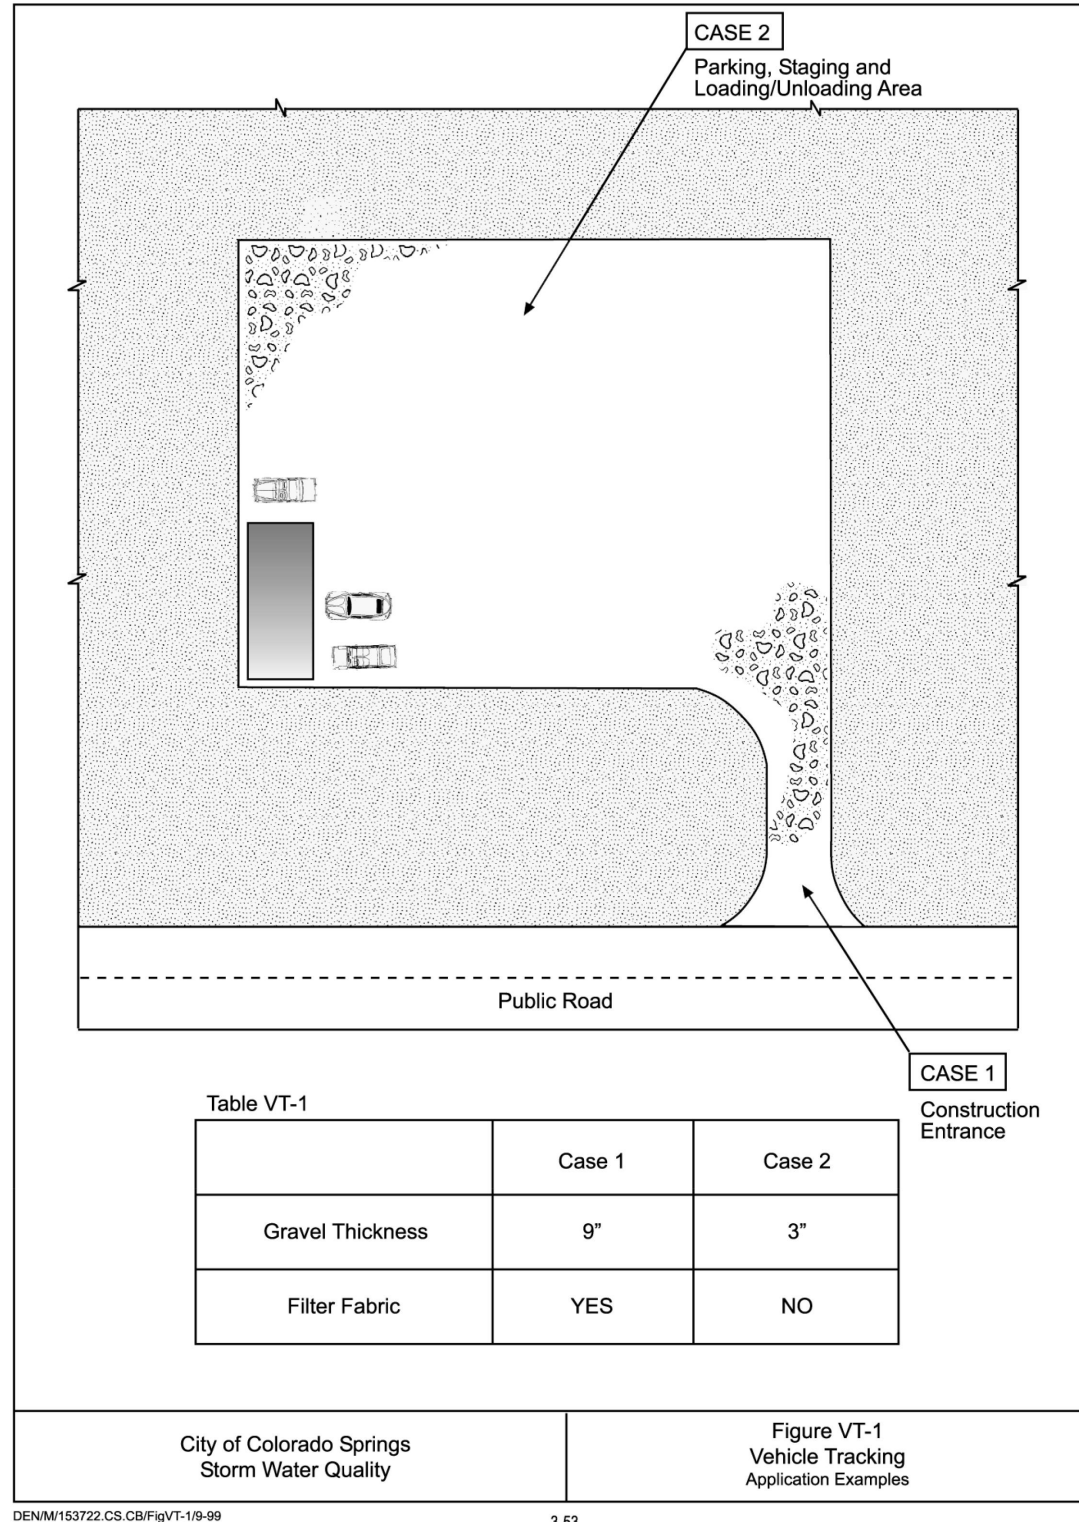 CASE 2
Parking, Staging and
Loading/Unloading Area
Public Road
CASE 1
Construction
Entrance
Table VT-1
Case 1 Case 2
Gravel Thickness 9” 3”
Filter Fabric YES NO
City of Colorado Springs
Storm Water Quality
Figure VT-1
Vehicle Tracking
Application Examples
DEN/M/153722.CS.CB/FigVT-1/9-99
3-53